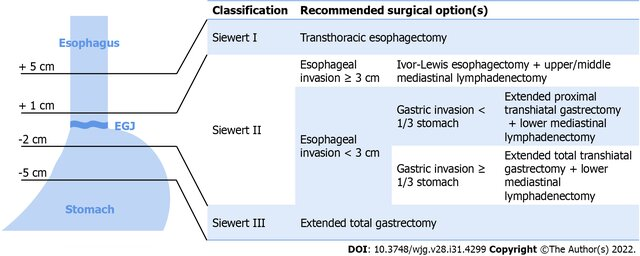 Classification Recommended surgical option(s)
Esophagus
Siewert I Transthoracic esophagectomy
+ 5 cm
Esophageal invasion ≥ 3 cm Ivor-Lewis esophagectomy + upper/middle mediastinal lymphadenectomy
+ 1 cm
EGJ
-2 cm
-5 cm
Stomach
Siewert II
Esophageal
invasion < 3 cm
Gastric invasion <
1/3 stomach
Extended proximal
transhiatal gastrectomy
+ lower mediastinal
lymphadenectomy
Gastric invasion ≥
1/3 stomach
Extended total transhiatal
gastrectomy + lower
mediastinal
lymphadenectomy
Siewert III Extended total gastrectomy
DOI: 10.3748/wjg.v28.i31.4299 Copyright ©The Author(s) 2022.